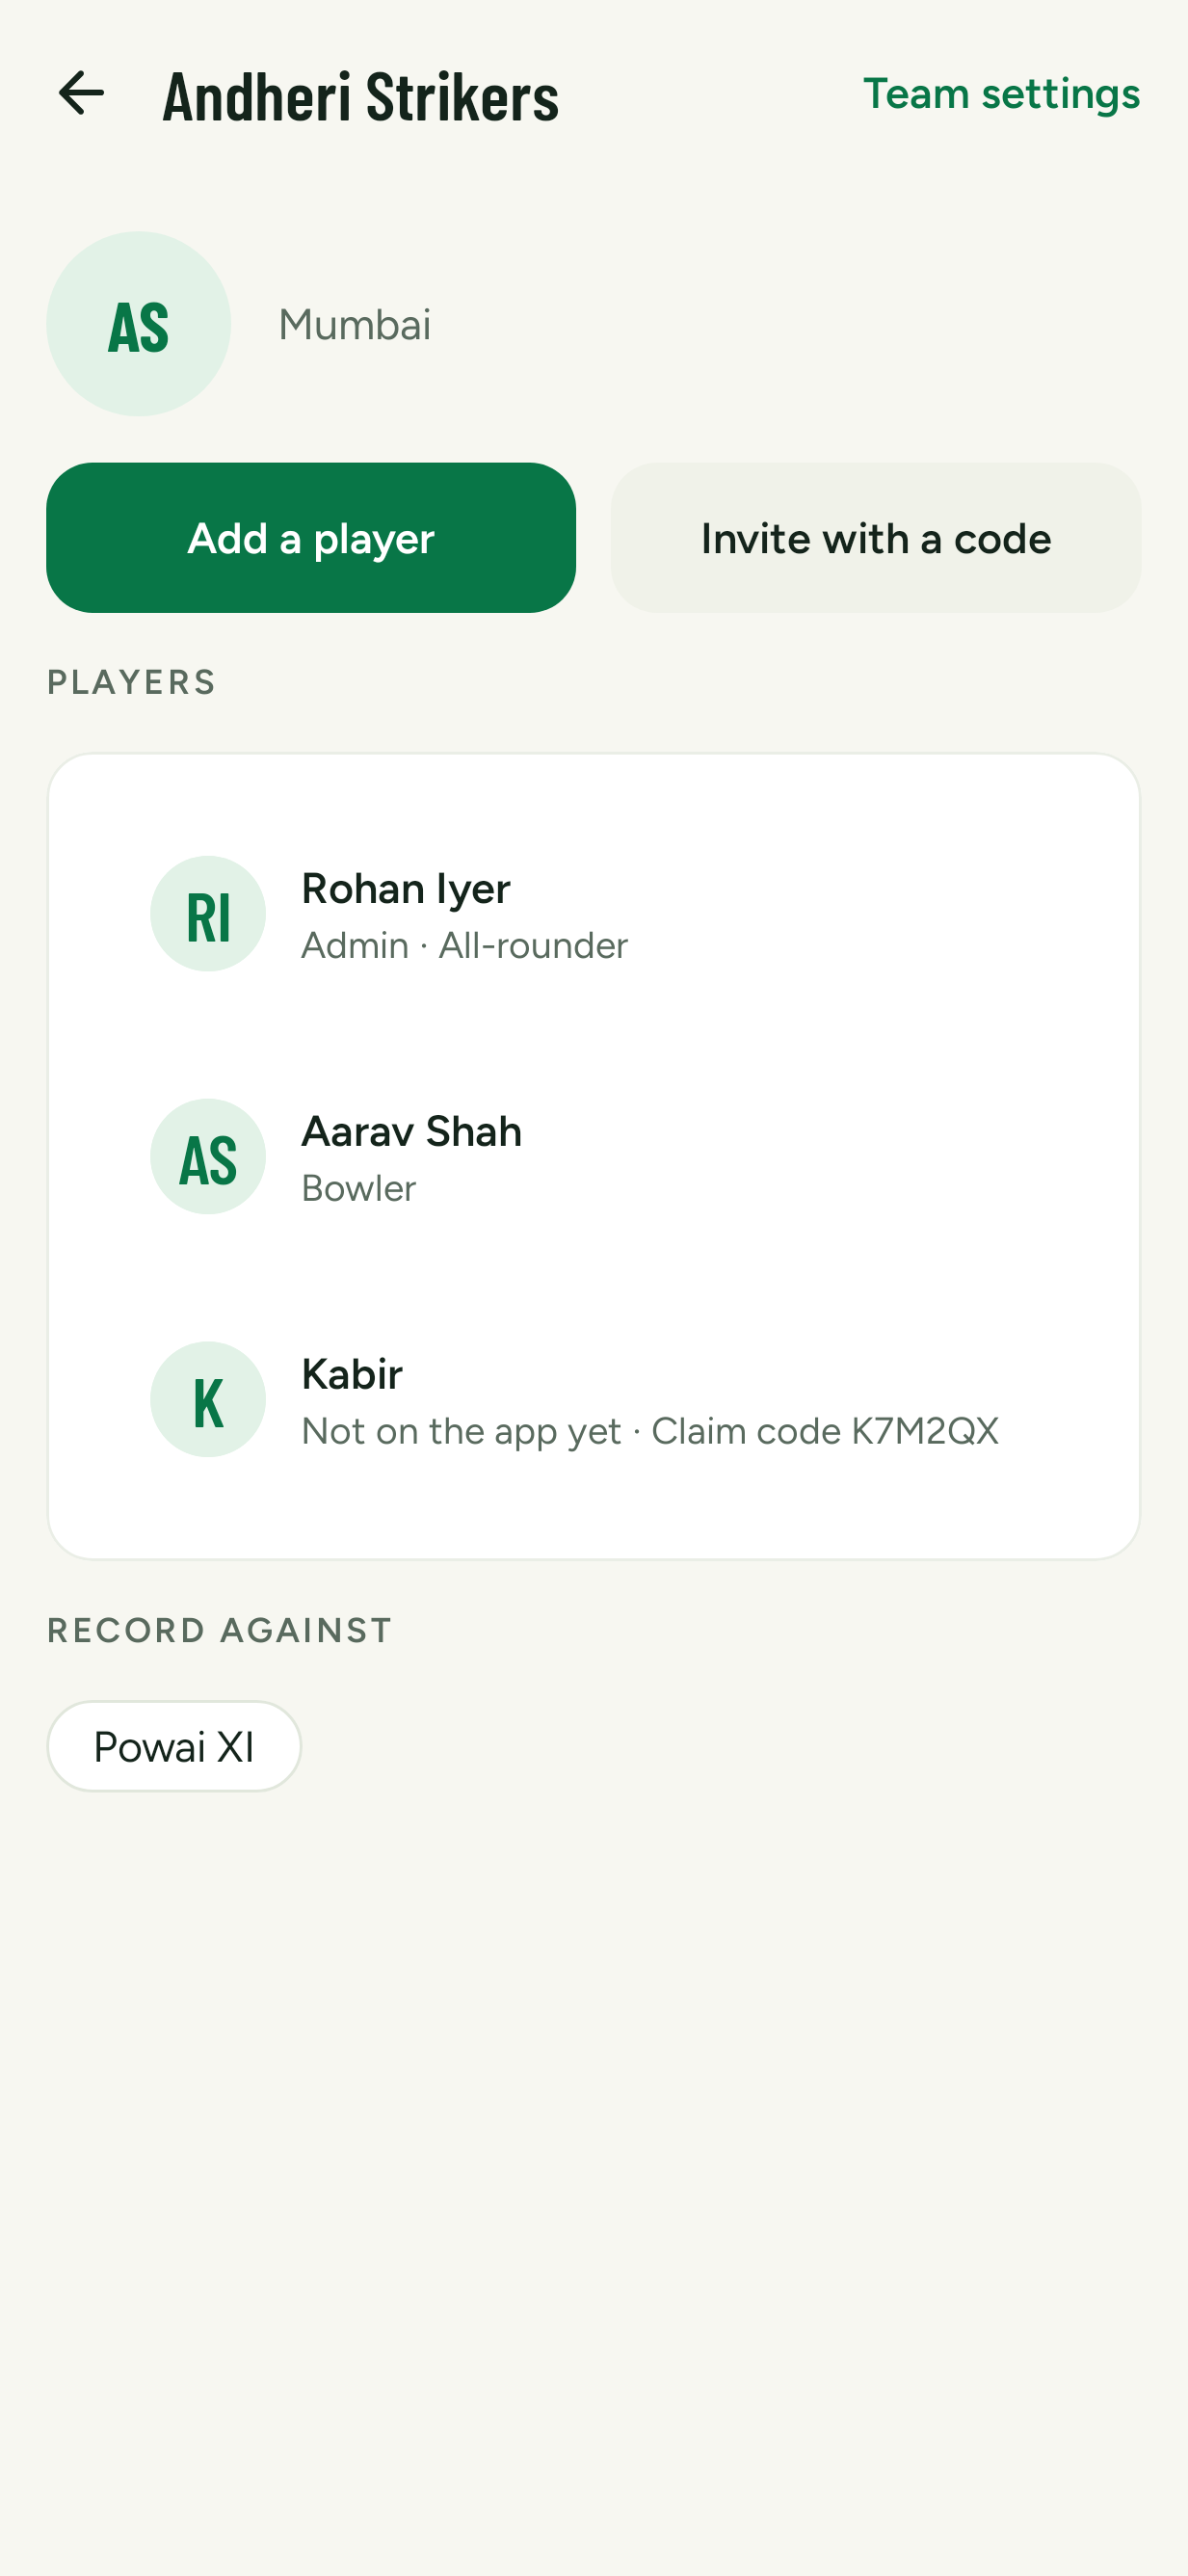 Andheri Strikers
Team settings
AS
Mumbai
Add a player
Invite with a code
PLAYERS
RI
Rohan Iyer
Admin · All-rounder
AS
Aarav Shah
Bowler
K
Kabir
Not on the app yet · Claim code K7M2QX
RECORD AGAINST
Powai XI